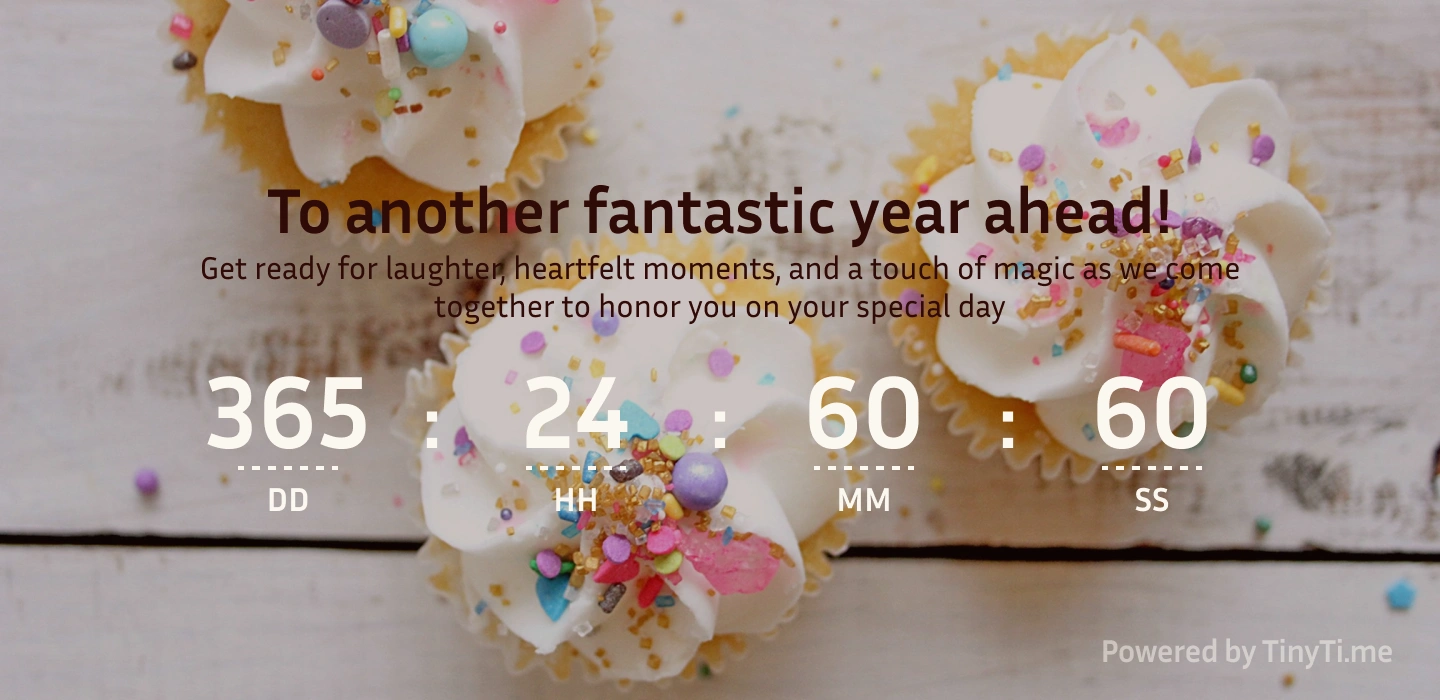 To another fantastic year ahead!
Get ready for laughter, heartfelt moments, and a touch of magic as we come
together to honor you on your special day
365 : 24 : 60 : 60
DD HH MM SS
Powered by TinyTi.me